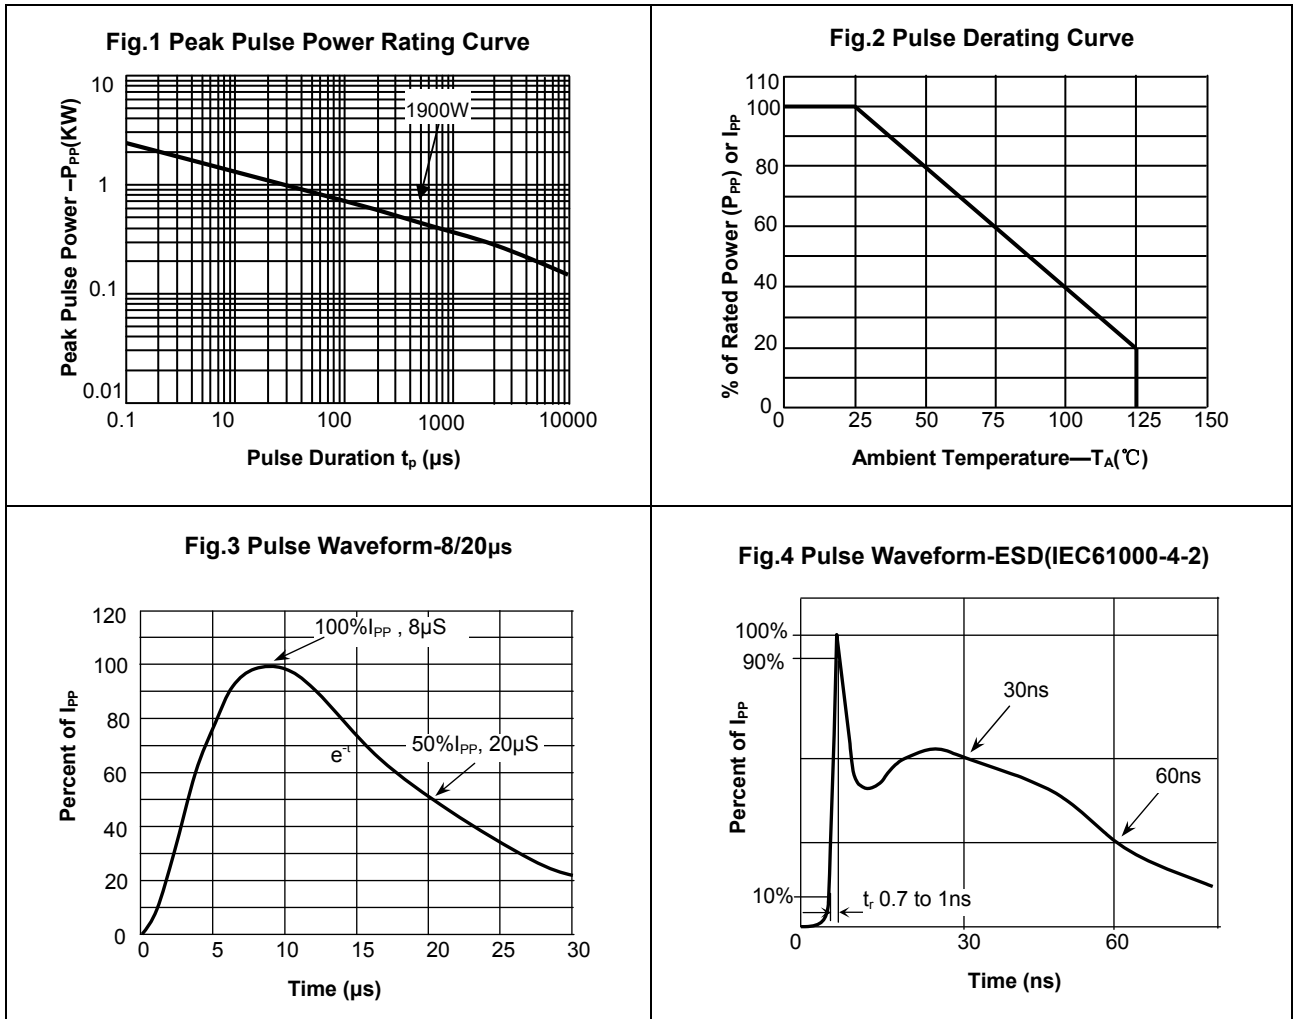 Fig.1 Peak Pulse Power Rating Curve
Peak Pulse Power –PPP(KW)
10
1
0.1
0.01
1900W
0.1 10 100 1000 10000
Pulse Duration tp (µs)
Fig.2 Pulse Derating Curve
% of Rated Power (PPP) or IPP
110
100
80
60
40
20
0
0 25 50 75 100 125 150
Ambient Temperature—TA(℃)
Fig.3 Pulse Waveform-8/20µs
Percent of IPP
120
100
80
60
40
20
0
100%IPP , 8µS
e-t
50%IPP, 20µS
0 5 10 15 20 25 30
Time (µs)
Fig.4 Pulse Waveform-ESD(IEC61000-4-2)
Percent of IPP
100%
90%
10%
30ns
60ns
tr 0.7 to 1ns
0 30 60
Time (ns)